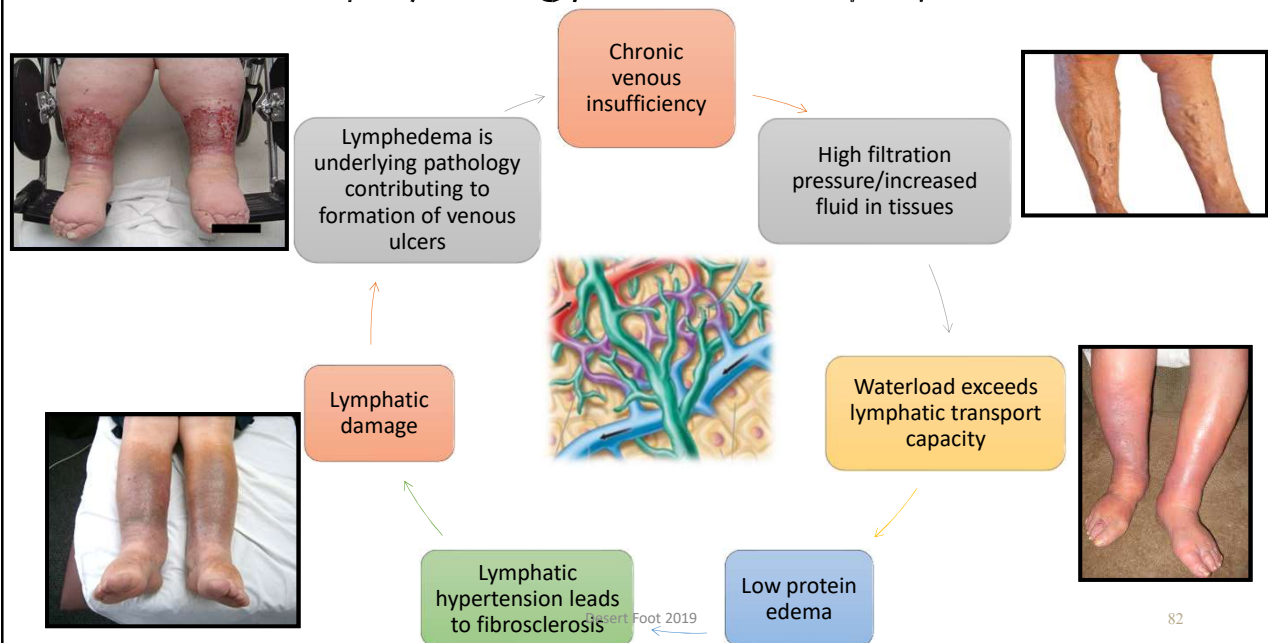 Chronic
venous
insufficiency
High filtration
pressure/increased
fluid in tissues
Waterload exceeds
lymphatic transport
capacity
Low protein
edema
Lymphatic
hypertension leads
to fibrosclerosis
Lymphatic
damage
Lymphedema is
underlying pathology
contributing to
formation of venous
ulcers
Desert Foot 2019
82